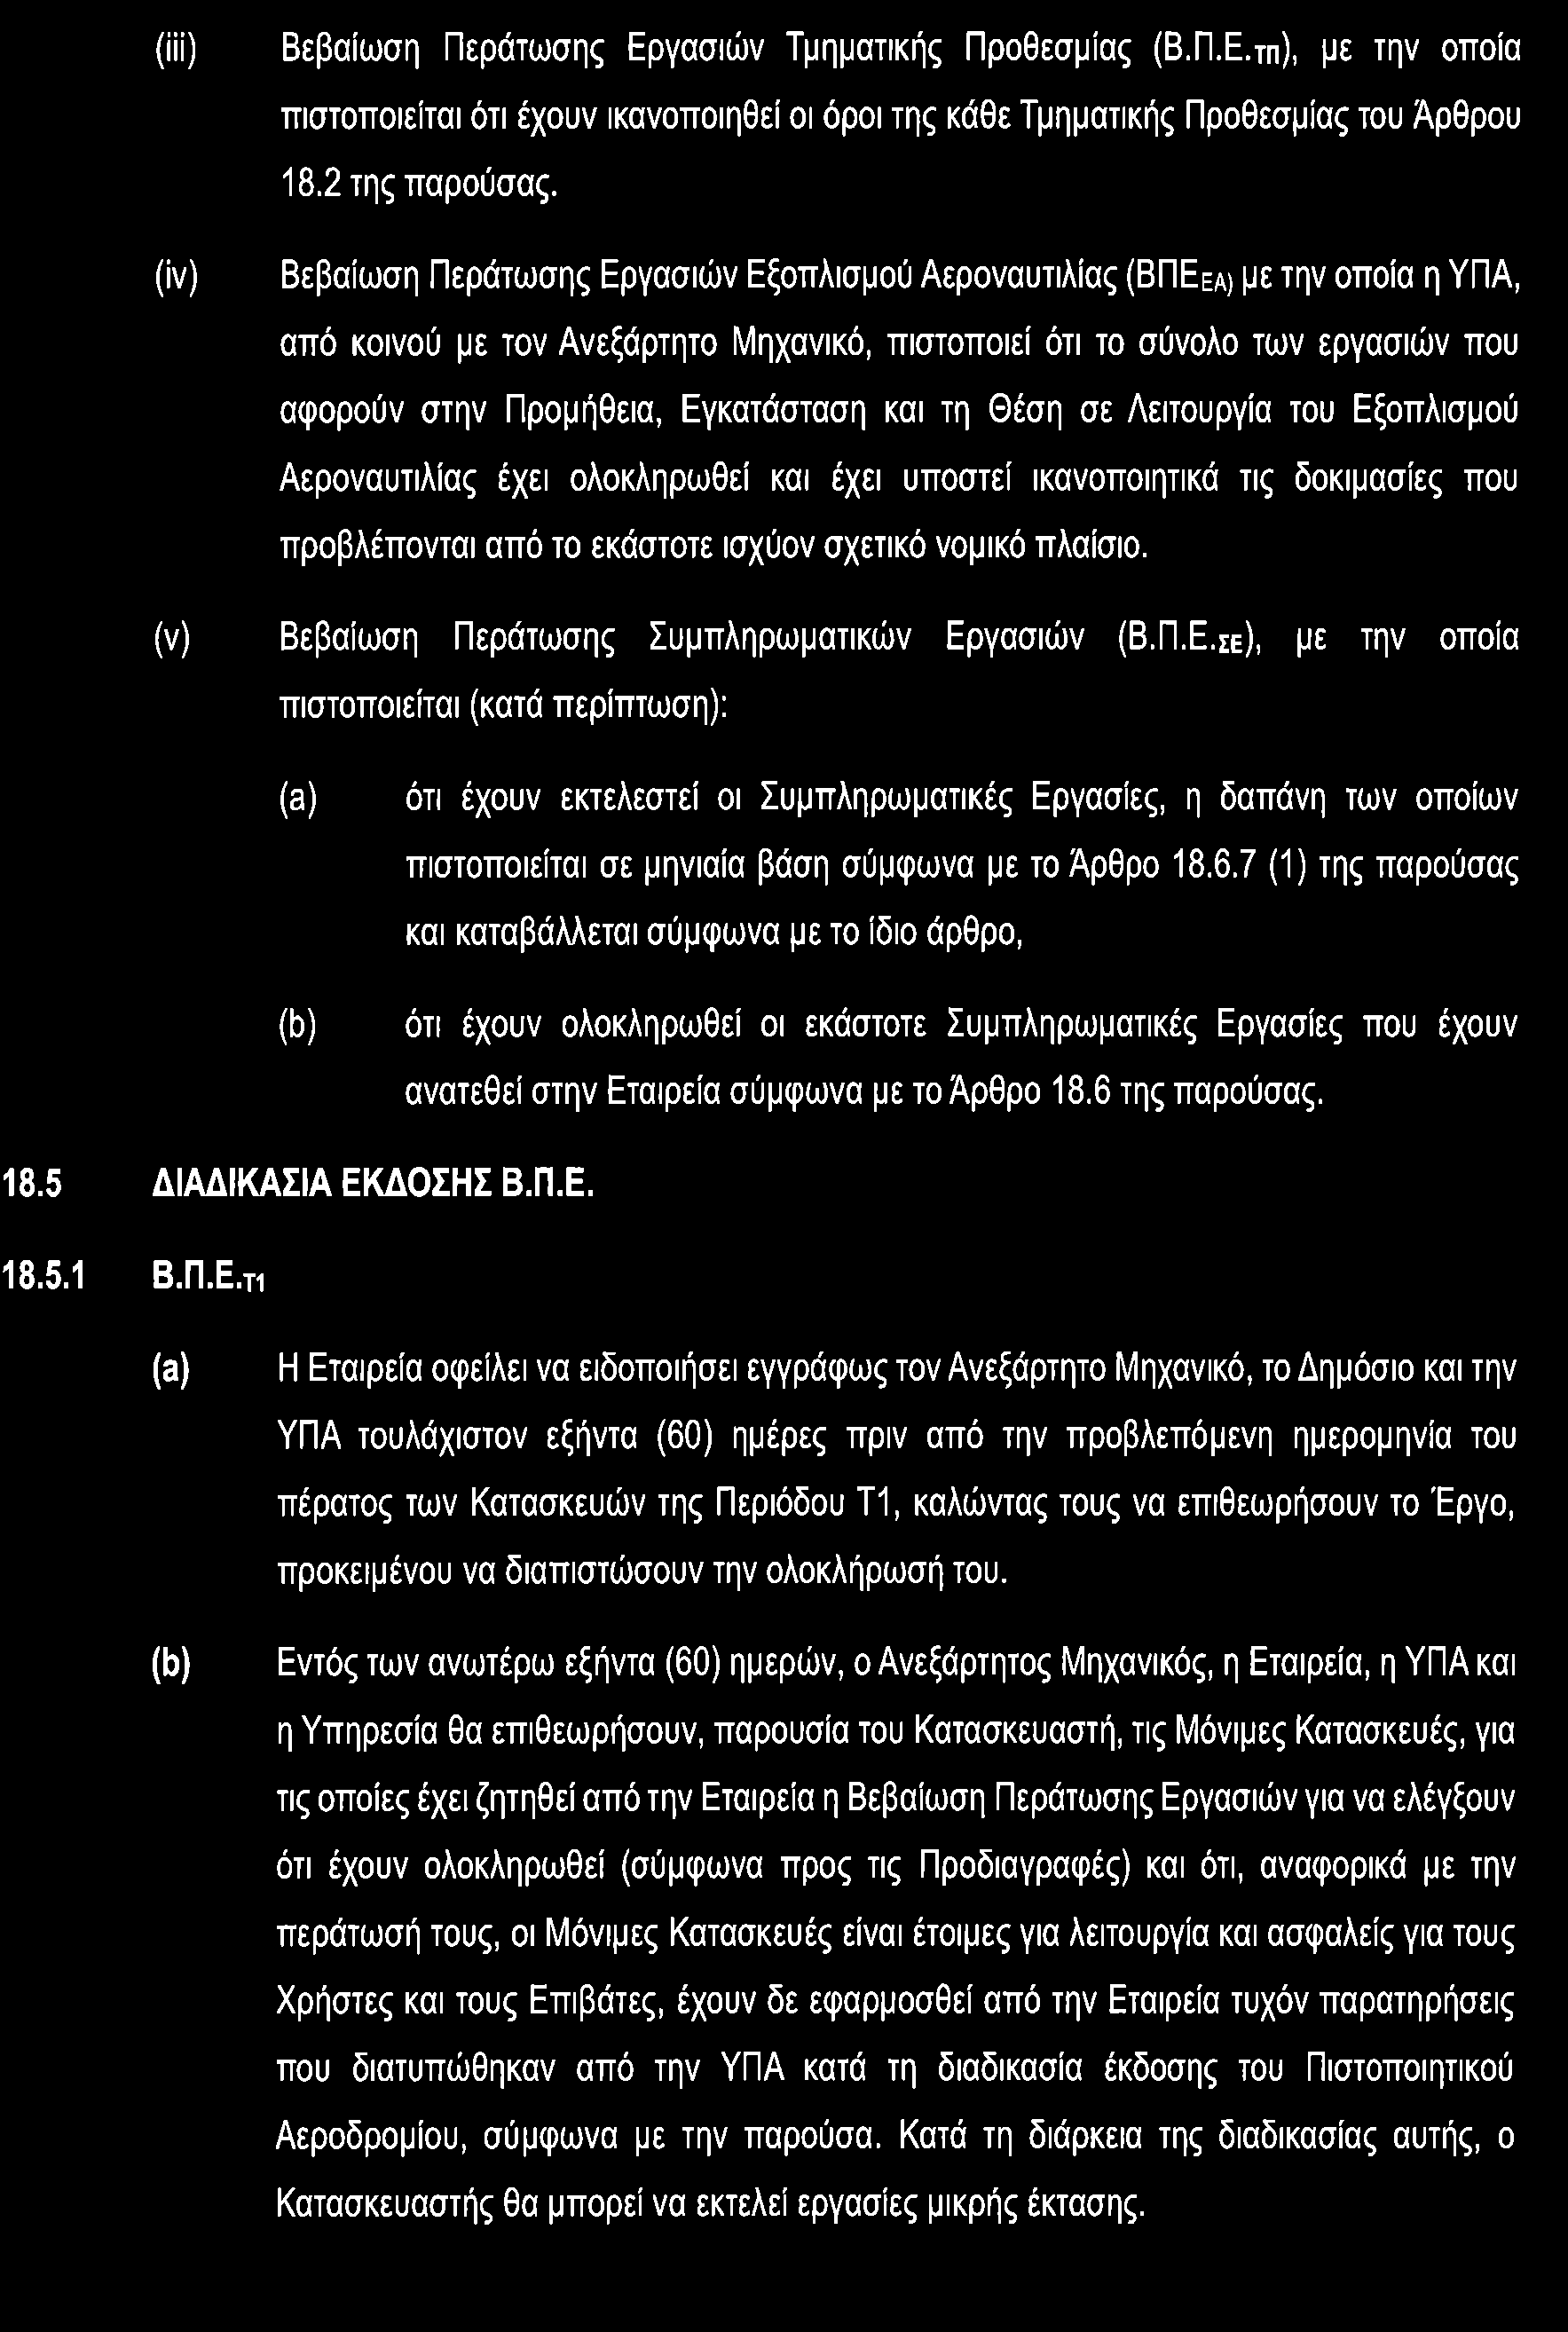 (iii) Βεβαίωση Περάτωσης Εργασιών Τμηματικής Προθεσμίας (Β.Π.Ε.ΤΠ), με την οποία
πιστοποιείται ότι έχουν ικανοποιηθεί οι όροι της κάθε Τμηματικής Προθεσμίας του Άρθρου
18.2 της παρούσας.
(iv) Βεβαίωση Περάτωσης Εργασιών Εξοπλισμού Αεροναυτιλίας (ΒΠΕΕΑ) με την οποία η ΥΠΑ,
από κοινού με τον Ανεξάρτητο Μηχανικό, πιστοποιεί ότι το σύνολο των εργασιών που
αφορούν στην Προμήθεια, Εγκατάσταση και τη Θέση σε Λειτουργία του Εξοπλισμού
Αεροναυτιλίας έχει ολοκληρωθεί και έχει υποστεί ικανοποιητικά τις δοκιμασίες που
προβλέπονται από το εκάστοτε ισχύον σχετικό νομικό πλαίσιο.
(v) Βεβαίωση Περάτωσης Συμπληρωματικών Εργασιών (Β.Π.Ε.ΣΕ), με την οποία
πιστοποιείται (κατά περίπτωση):
(a) ότι έχουν εκτελεστεί οι Συμπληρωματικές Εργασίες, η δαπάνη των οποίων
πιστοποιείται σε μηνιαία βάση σύμφωνα με το Άρθρο 18.6.7 (1) της παρούσας
και καταβάλλεται σύμφωνα με το ίδιο άρθρο,
(b) ότι έχουν ολοκληρωθεί οι εκάστοτε Συμπληρωματικές Εργασίες που έχουν
ανατεθεί στην Εταιρεία σύμφωνα με το Άρθρο 18.6 της παρούσας.
18.5 ΔΙΑΔΙΚΑΣΙΑ ΕΚΔΟΣΗΣ Β.Π.Ε.
18.5.1 Β.Π.Ε.Τ1
(a) Η Εταιρεία οφείλει να ειδοποιήσει εγγράφως τον Ανεξάρτητο Μηχανικό, το Δημόσιο και την
ΥΠΑ τουλάχιστον εξήντα (60) ημέρες πριν από την προβλεπόμενη ημερομηνία του
πέρατος των Κατασκευών της Περιόδου Τ1, καλώντας τους να επιθεωρήσουν το Έργο,
προκειμένου να διαπιστώσουν την ολοκλήρωσή του.
(b) Εντός των ανωτέρω εξήντα (60) ημερών, ο Ανεξάρτητος Μηχανικός, η Εταιρεία, η ΥΠΑ και
η Υπηρεσία θα επιθεωρήσουν, παρουσία του Κατασκευαστή, τις Μόνιμες Κατασκευές, για
τις οποίες έχει ζητηθεί από την Εταιρεία η Βεβαίωση Περάτωσης Εργασιών για να ελέγξουν
ότι έχουν ολοκληρωθεί (σύμφωνα προς τις Προδιαγραφές) και ότι, αναφορικά με την
περάτωσή τους, οι Μόνιμες Κατασκευές είναι έτοιμες για λειτουργία και ασφαλείς για τους
Χρήστες και τους Επιβάτες, έχουν δε εφαρμοσθεί από την Εταιρεία τυχόν παρατηρήσεις
που διατυπώθηκαν από την ΥΠΑ κατά τη διαδικασία έκδοσης του Πιστοποιητικού
Αεροδρομίου, σύμφωνα με την παρούσα. Κατά τη διάρκεια της διαδικασίας αυτής, ο
Κατασκευαστής θα μπορεί να εκτελεί εργασίες μικρής έκτασης.